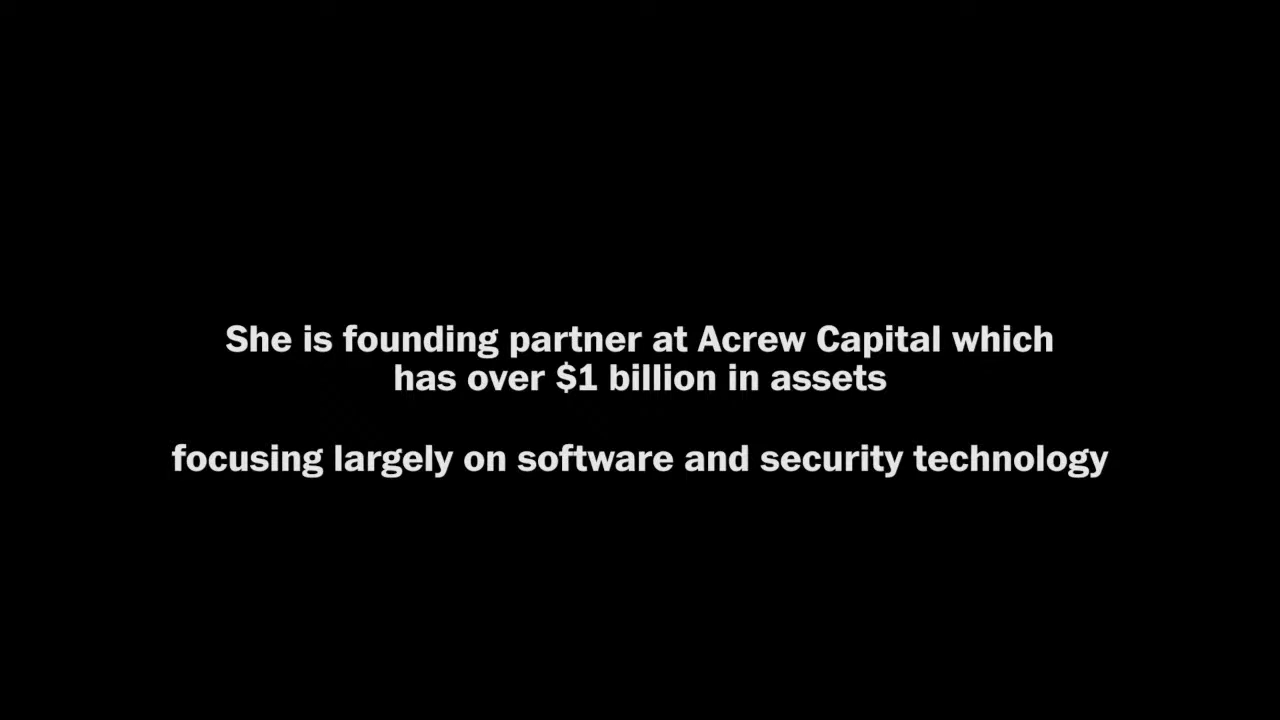 She is founding partner at Acrew Capital which
has over $1 billion in assets
focusing largely on software and security technology